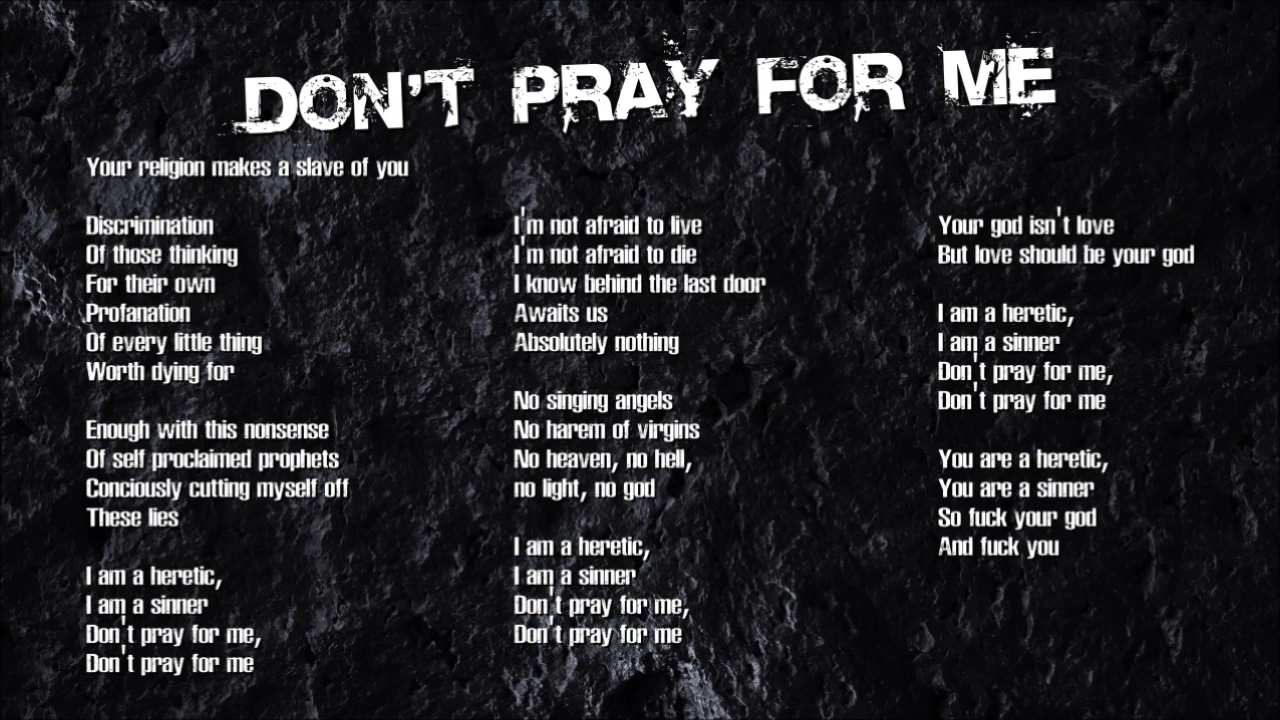 DON'T PRAY FOR ME
Your religion makes a slave of you
Discrimination
Of those thinking
For their own
Profanation
Of every little thing
Worth dying for
Enough with this nonsense
Of self proclaimed prophets
Conciously cutting myself off
These lies
I am a heretic,
I am a sinner
Don't pray for me,
Don't pray for me
I'm not afraid to live
I'm not afraid to die
I know behind the last door
Awaits us
Absolutely nothing
No singing angels
No harem of virgins
No heaven, no hell,
no light, no god
I am a heretic,
I am a sinner
Don't pray for me,
Don't pray for me
Your god isn't love
But love should be your god
I am a heretic,
I am a sinner
Don't pray for me,
Don't pray for me
You are a heretic,
You are a sinner
So fuck your god
And fuck you